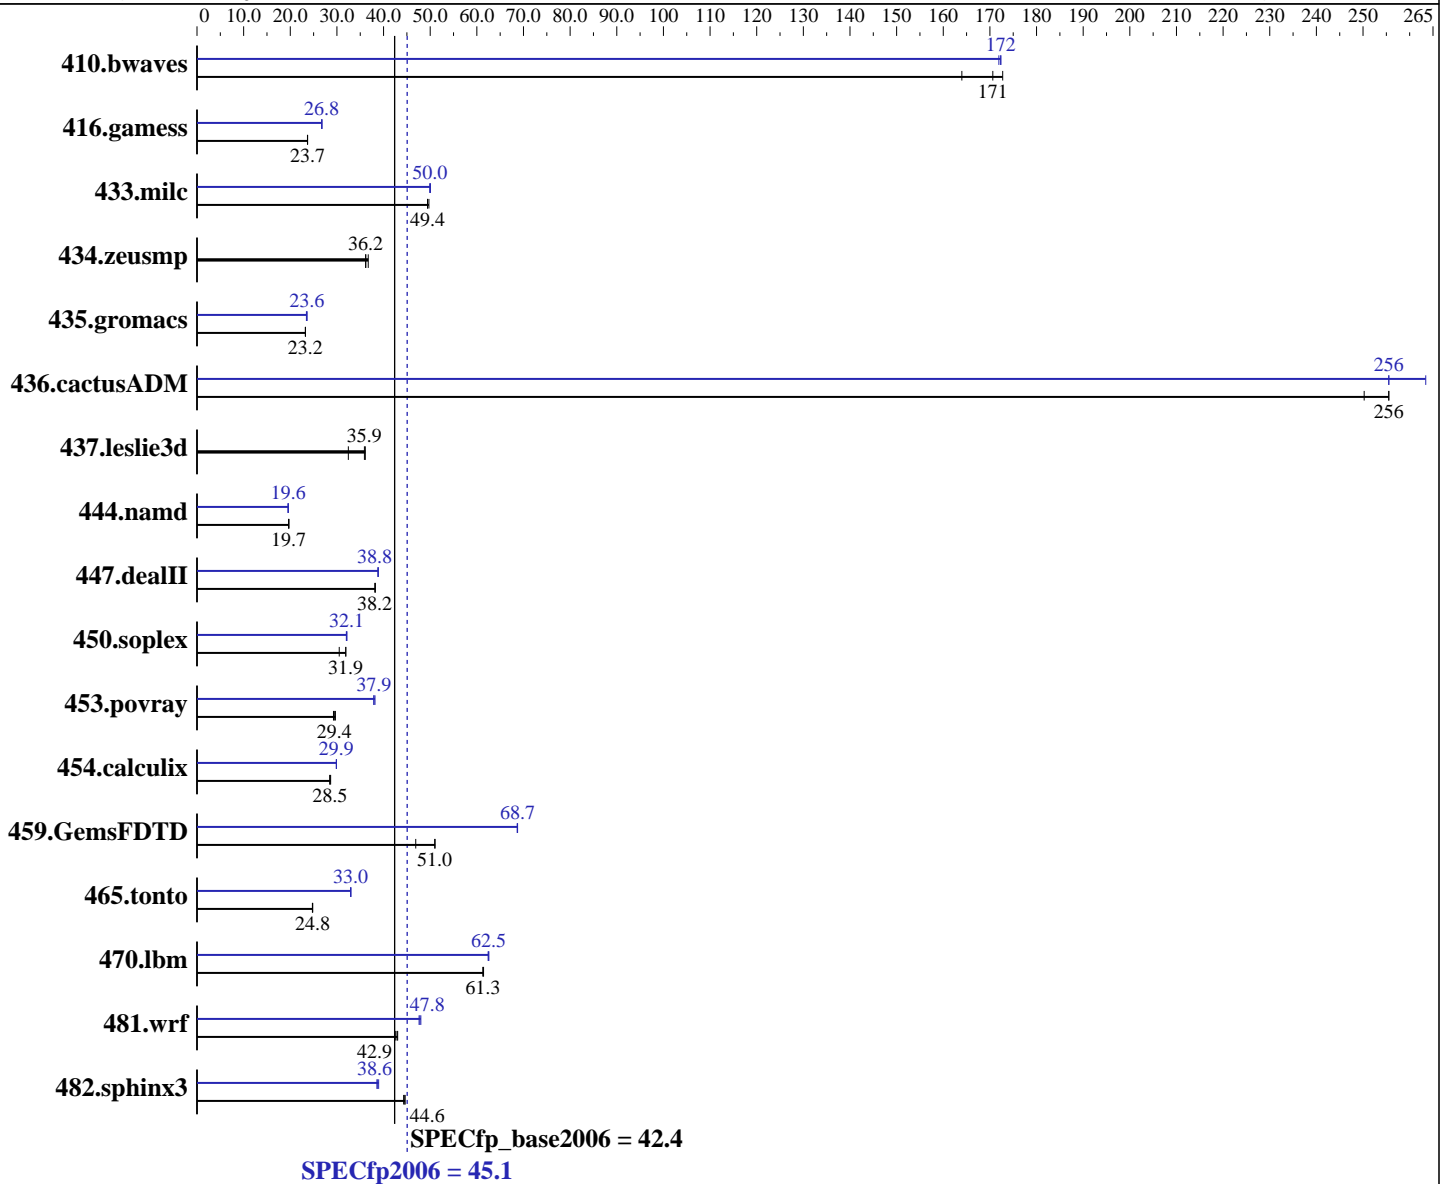 0 10.0 20.0 30.0 40.0 50.0 60.0 70.0 80.0 90.0 100 110 120 130 140 150 160 170 180 190 200 210 220 230 240 250 265
172
410.bwaves
171
26.8
416.gamess
23.7
50.0
433.milc
49.4
36.2
434.zeusmp
23.6
435.gromacs
23.2
256
436.cactusADM
256
35.9
437.leslie3d
19.6
444.namd
19.7
38.8
447.dealII
38.2
32.1
450.soplex
31.9
37.9
453.povray
29.4
29.9
454.calculix
28.5
68.7
459.GemsFDTD
51.0
33.0
465.tonto
24.8
62.5
470.lbm
61.3
47.8
481.wrf
42.9
38.6
482.sphinx3
44.6
SPECfp_base2006 = 42.4
SPECfp2006 = 45.1